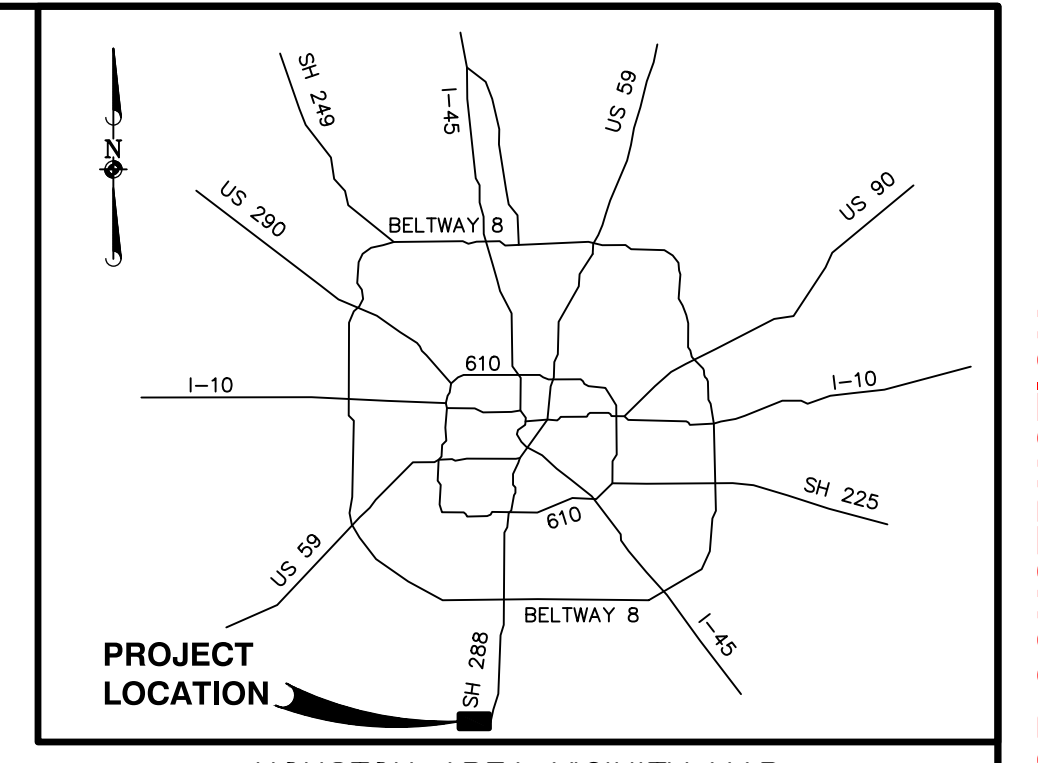 SH 249
I-45
US 59
N
US 290
US 90
BELTWAY 8
610
I-10
I-10
SH 225
610
US 59
BELTWAY 8
I-45
SH 288
PROJECT
LOCATION